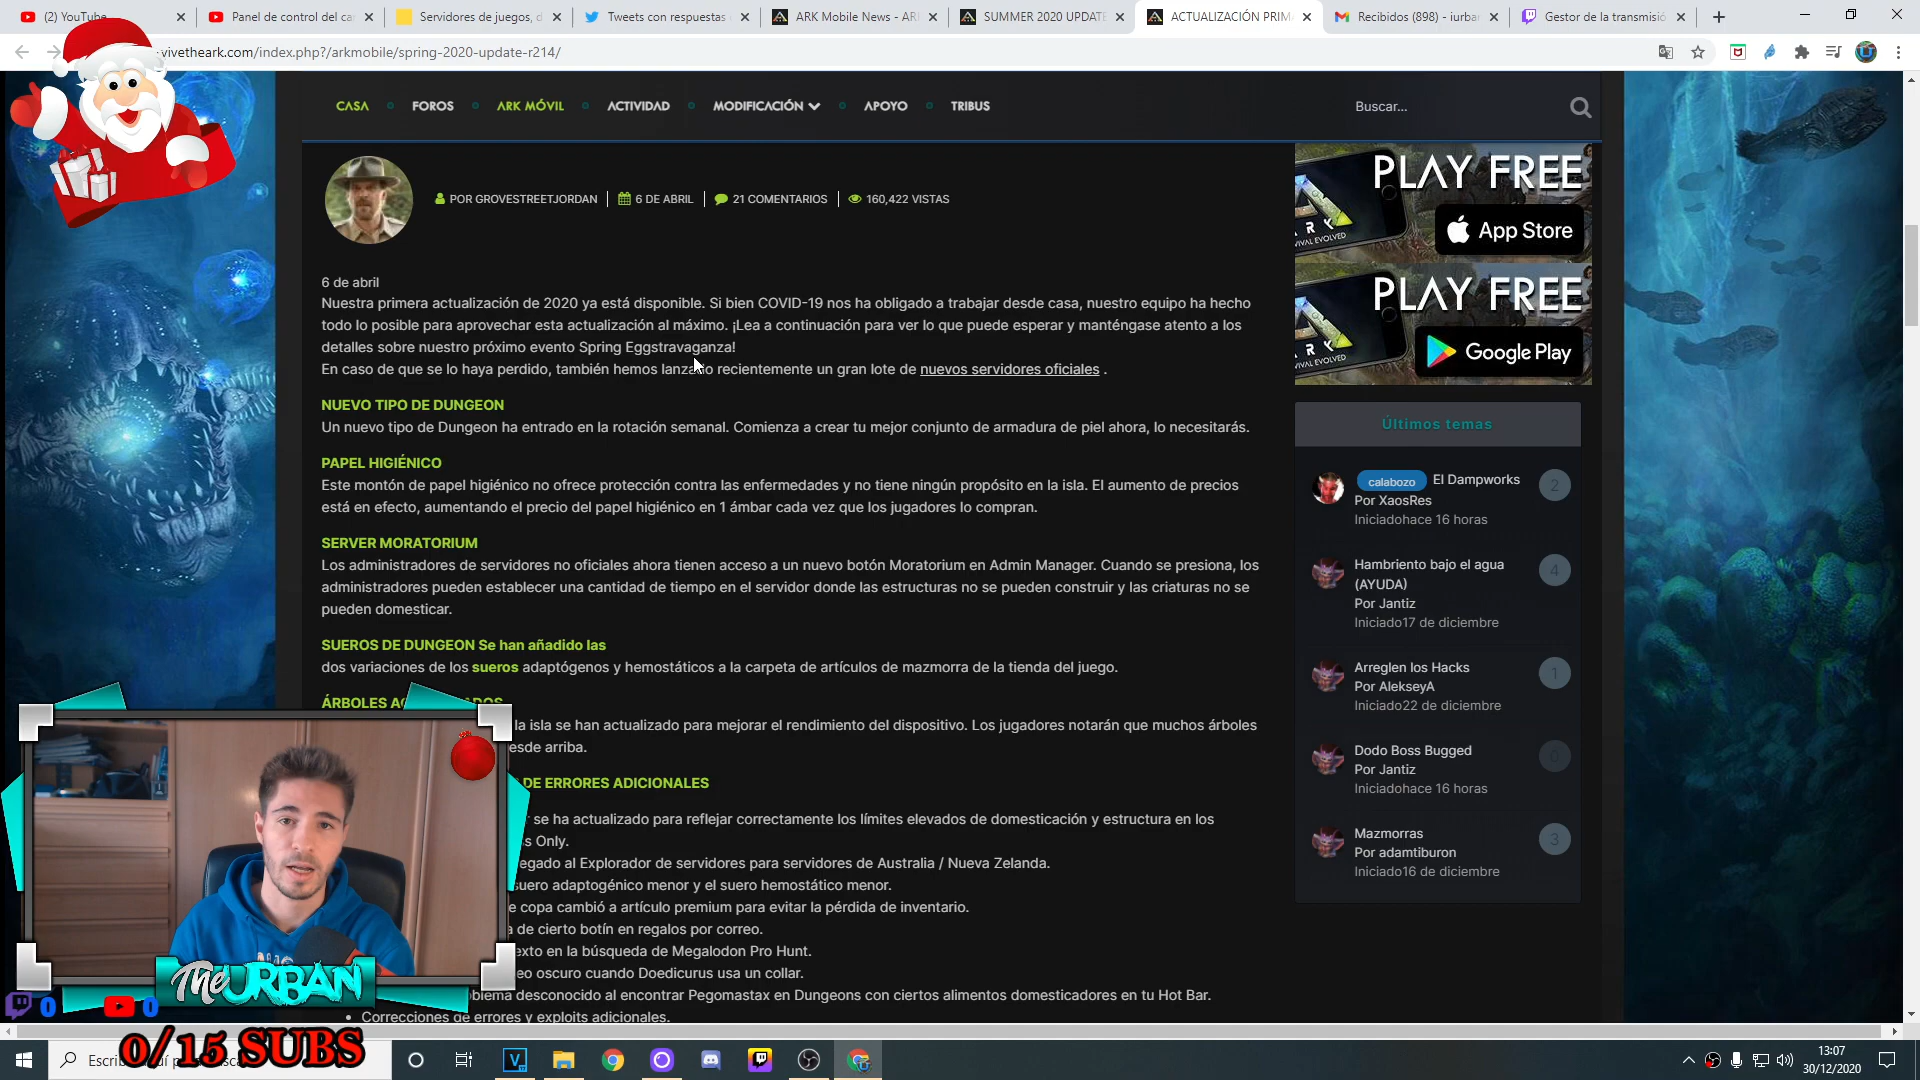 (2) YouTube
Panel de control del ca
Servidores de juegos, d
Tweets con respuestas
ARK Mobile News - AR
SUMMER 2020 UPDATE
ACTUALIZACIÓN PRIM
Recibidos (898) - iurba
Gestor de la transmisi
vivetheark.com/index.php?/arkmobile/spring-2020-update-r214/
CASA
FOROS
ARK MÓVIL
ACTIVIDAD
MODIFICACIÓN
APOYO
TRIBUS
Buscar...
POR GROVESTREETJORDAN
6 DE ABRIL
21 COMENTARIOS
160,422 VISTAS
6 de abril
Nuestra primera actualización de 2020 ya está disponible. Si bien COVID-19 nos ha obligado a trabajar desde casa, nuestro equipo ha hecho
todo lo posible para aprovechar esta actualización al máximo. ¡Lea a continuación para ver lo que puede esperar y manténgase atento a los
detalles sobre nuestro próximo evento Spring Eggstravaganza!
En caso de que se lo haya perdido, también hemos lanzado recientemente un gran lote de nuevos servidores oficiales .
NUEVO TIPO DE DUNGEON
Un nuevo tipo de Dungeon ha entrado en la rotación semanal. Comienza a crear tu mejor conjunto de armadura de piel ahora, lo necesitarás.
PAPEL HIGIÉNICO
Este montón de papel higiénico no ofrece protección contra las enfermedades y no tiene ningún propósito en la isla. El aumento de precios
está en efecto, aumentando el precio del papel higiénico en 1 ámbar cada vez que los jugadores lo compran.
SERVER MORATORIUM
Los administradores de servidores no oficiales ahora tienen acceso a un nuevo botón Moratorium en Admin Manager. Cuando se presiona, los
administradores pueden establecer una cantidad de tiempo en el servidor donde las estructuras no se pueden construir y las criaturas no se
pueden domesticar.
SUEROS DE DUNGEON Se han añadido las
dos variaciones de los sueros adaptógenos y hemostáticos a la carpeta de artículos de mazmorra de la tienda del juego.
ÁRBOLES AC ADOS
la isla se han actualizado para mejorar el rendimiento del dispositivo. Los jugadores notarán que muchos árboles
esde arriba.
DE ERRORES ADICIONALES
se ha actualizado para reflejar correctamente los límites elevados de domesticación y estructura en los
s Only.
egado al Explorador de servidores para servidores de Australia / Nueva Zelanda.
suero adaptogénico menor y el suero hemostático menor.
e copa cambió a artículo premium para evitar la pérdida de inventario.
a de cierto botín en regalos por correo.
exto en la búsqueda de Megalodon Pro Hunt.
eo oscuro cuando Doedicurus usa un collar.
blema desconocido al encontrar Pegomastax en Dungeons con ciertos alimentos domesticadores en tu Hot Bar.
• Correcciones de errores y exploits adicionales.
PLAY FREE
App Store
VIVAL EVOLVED
PLAY FREE
Google Play
Últimos temas
calabozo El Dampworks
2
Por XaosRes
Iniciadohace 16 horas
Hambriento bajo el agua
(AYUDA)
4
Por Jantiz
Iniciado17 de diciembre
Arreglen los Hacks
1
Por AlekseyA
Iniciado22 de diciembre
Dodo Boss Bugged
0
Por Jantiz
Iniciadohace 16 horas
Mazmorras
3
Por adamtiburon
Iniciado16 de diciembre
The URBAN
0
0
0/15 SUBS
13:07
30/12/2020